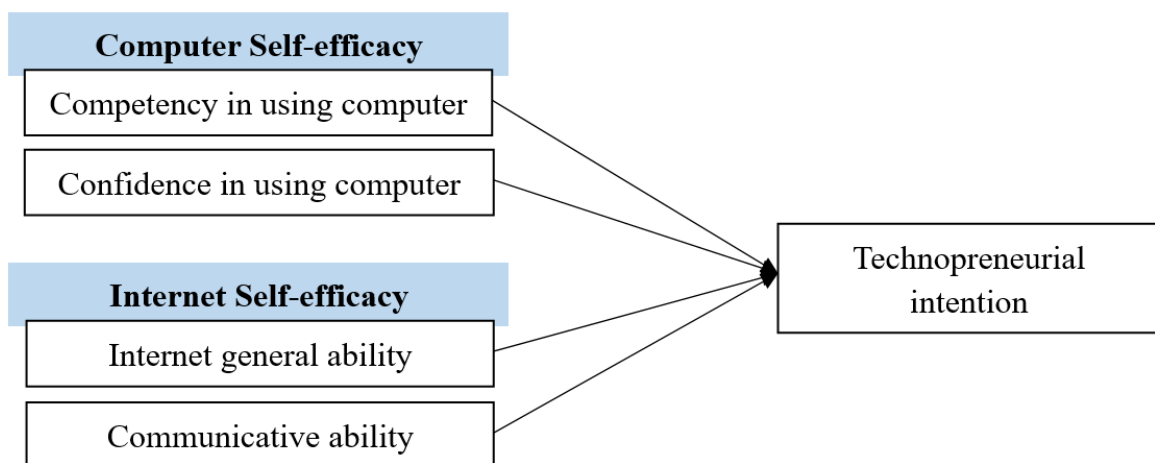 Computer Self-efficacy
Competency in using computer
Confidence in using computer
Internet Self-efficacy
Internet general ability
Communicative ability
Technopreneurial
intention